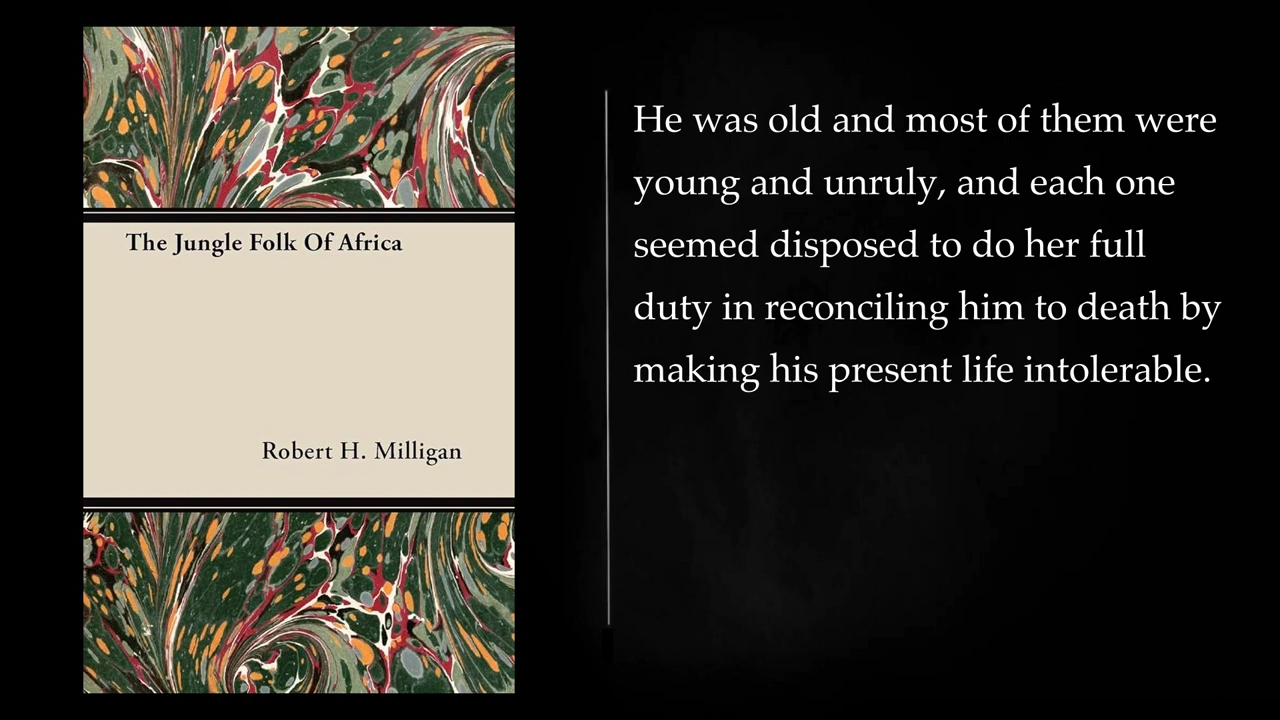 The Jungle Folk Of Africa
Robert H. Milligan
He was old and most of them were
young and unruly, and each one
seemed disposed to do her full
duty in reconciling him to death by
making his present life intolerable.